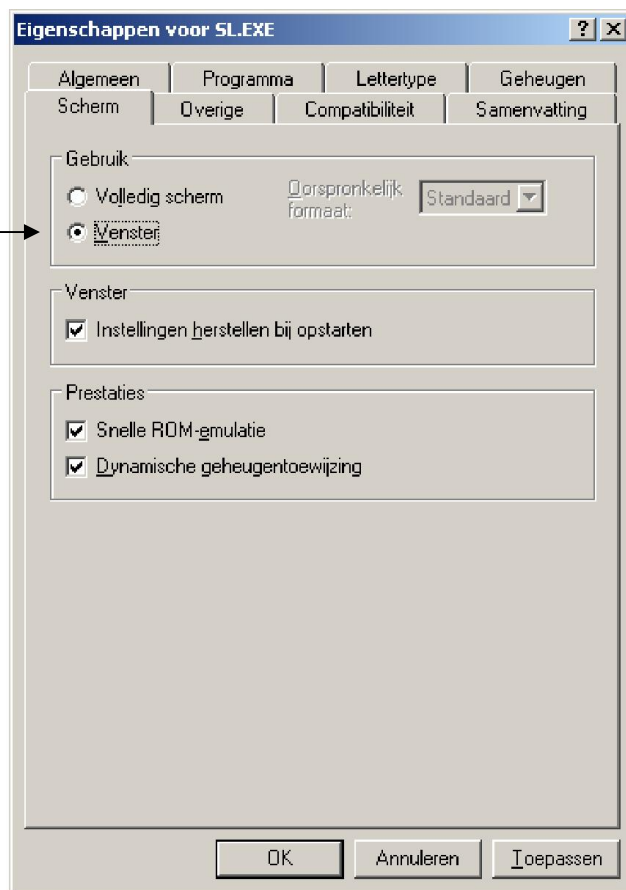 Eigenschappen voor SL.EXE
Algemeen Programma Lettertype Geheugen
Scherm Overige Compatibiliteit Samenvatting
Gebruik
Volledig scherm
Oorspronkelijk formaat:
Standaard
Venster
Venster
Instellingen herstellen bij opstarten
Prestaties
Snelle ROM-emulatie
Dynamische geheugentoewijzing
OK Annuleren Toepassen